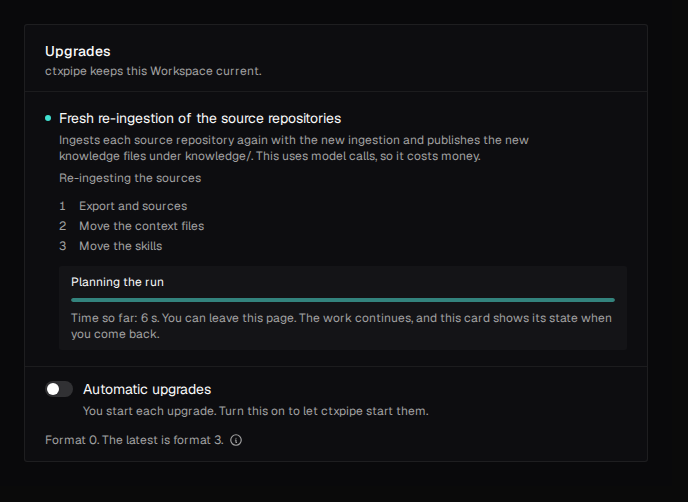 Upgrades
ctxpipe keeps this Workspace current.
Fresh re-ingestion of the source repositories
Ingests each source repository again with the new ingestion and publishes the new
knowledge files under knowledge/. This uses model calls, so it costs money.
Re-ingesting the sources
1 Export and sources
2 Move the context files
3 Move the skills
Planning the run
Time so far: 6 s. You can leave this page. The work continues, and this card shows its state when
you come back.
Automatic upgrades
You start each upgrade. Turn this on to let ctxpipe start them.
Format 0. The latest is format 3.